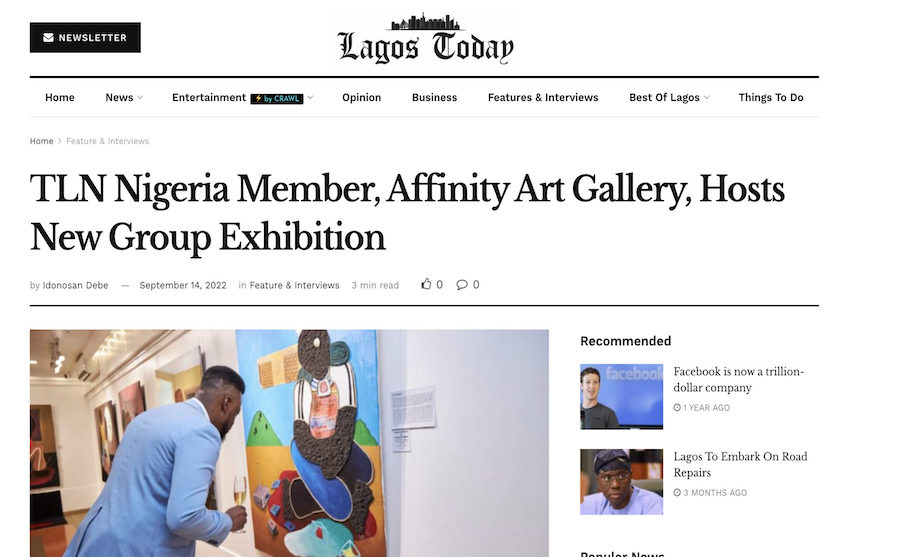 NEWSLETTER
Lagos Today
Home News Entertainment ⚡ by CRAWL Opinion Business Features & Interviews Best Of Lagos Things To Do
Home > Feature & Interviews
TLN Nigeria Member, Affinity Art Gallery, Hosts
New Group Exhibition
by Idonosan Debe — September 14, 2022 in Feature & Interviews 3 min read 0 0
Recommended
facebook
Facebook is now a trillion-
dollar company
1 YEAR AGO
Lagos To Embark On Road
Repairs
3 MONTHS AGO
Popular News